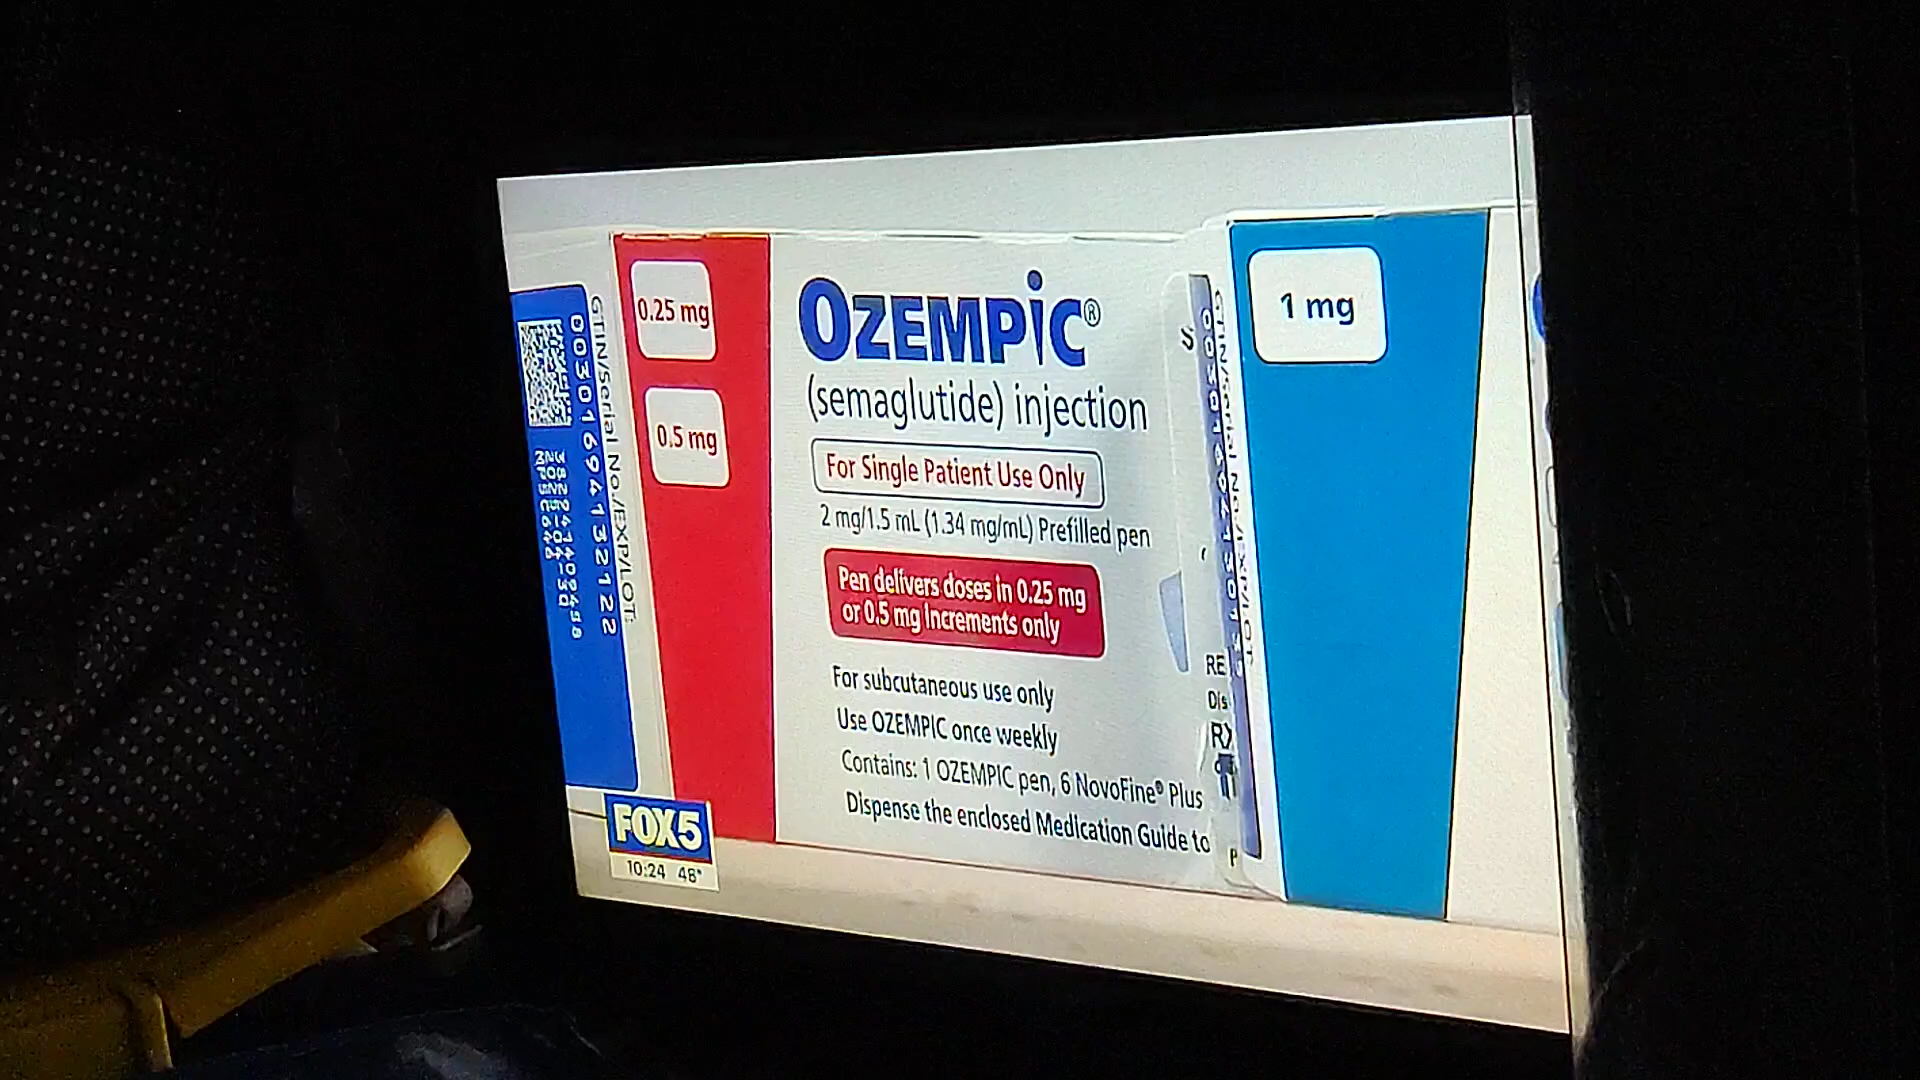 0.25 mg
0.5 mg
OZEMPIC®
(semaglutide) injection
For Single Patient Use Only
2 mg/1.5 mL (1.34 mg/mL) Prefilled pen
Pen delivers doses in 0.25 mg
or 0.5 mg increments only
For subcutaneous use only
Use OZEMPIC once weekly
Contains: 1 OZEMPIC pen, 6 NovoFine® Plus
Dispense the enclosed Medication Guide to
GTIN/Serial No./EXP/LOT:
00301694132122
1 mg
FOX5
10:24 48°